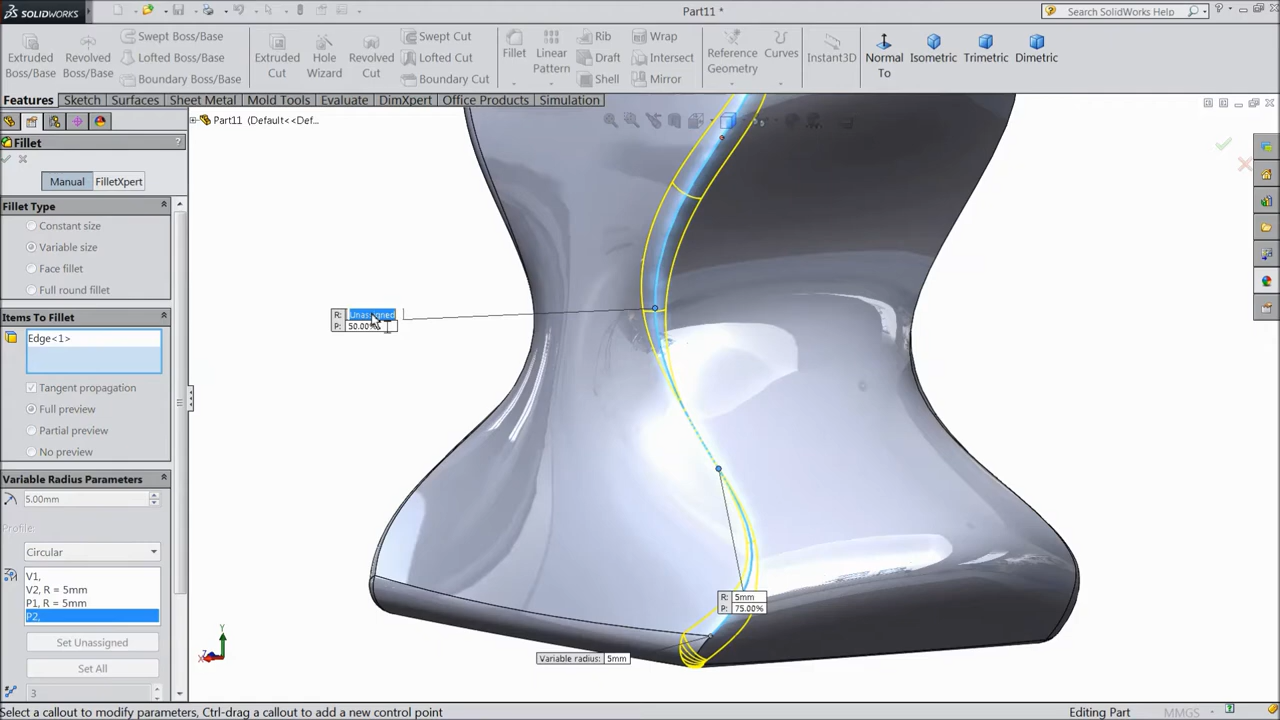 SOLIDWORKS
Part11 *
Search SolidWorks Help
Extruded Boss/Base
Revolved Boss/Base
Swept Boss/Base
Lofted Boss/Base
Boundary Boss/Base
Extruded Cut
Hole Wizard
Revolved Cut
Swept Cut
Lofted Cut
Boundary Cut
Fillet
Linear Pattern
Rib
Draft
Shell
Wrap
Intersect
Mirror
Reference Geometry
Curves
Instant3D
Normal To
Isometric
Trimetric
Dimetric
Features Sketch Surfaces Sheet Metal Mold Tools Evaluate DimXpert Office Products Simulation
Part11 (Default<<Def...
Fillet
?
Manual FilletXpert
Fillet Type
Constant size
Variable size
Face fillet
Full round fillet
Items To Fillet
Edge<1>
Tangent propagation
Full preview
Partial preview
No preview
Variable Radius Parameters
5.00mm
Profile:
Circular
V1,
V2, R = 5mm
P1, R = 5mm
P2,
Set Unassigned
Set All
3
R: Unassigned
P: 50.00%
R: 5mm
P: 75.00%
Variable radius: 5mm
Y
X
Z
Select a callout to modify parameters, Ctrl-drag a callout to add a new control point
Editing Part
MMGS